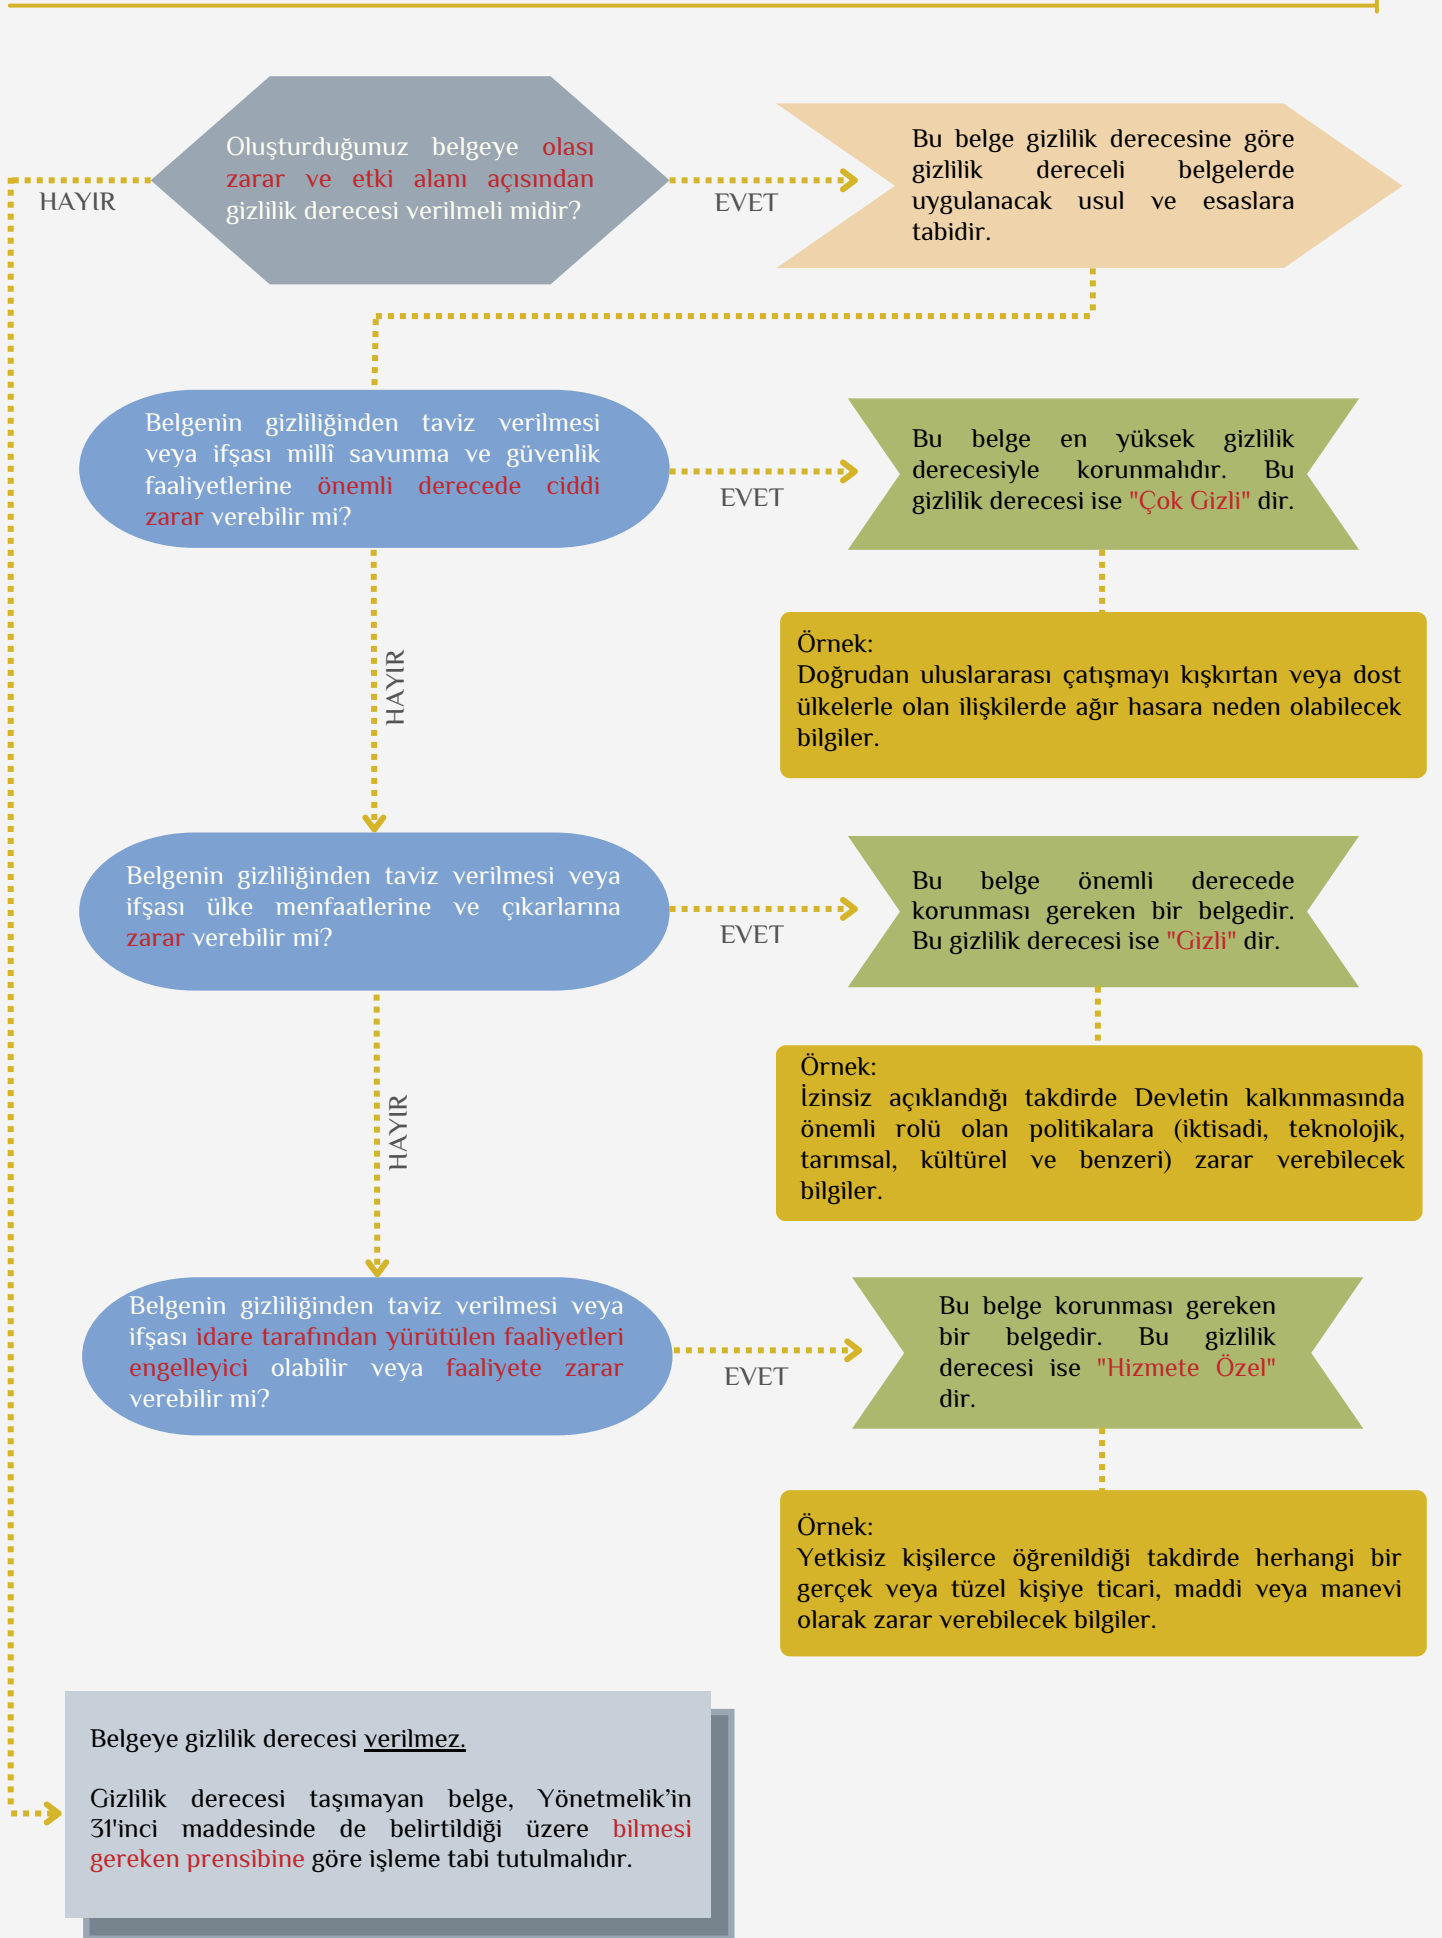 Oluşturduğunuz belgeye olası
zarar ve etki alanı açısından
gizlilik derecesi verilmeli midir?
HAYIR
EVET
Bu belge gizlilik derecesine göre
gizlilik dereceli belgelerde
uygulanacak usul ve esaslara
tabidir.
Belgenin gizliliğinden taviz verilmesi
veya ifşası millî savunma ve güvenlik
faaliyetlerine önemli derecede ciddi
zarar verebilir mi?
EVET
Bu belge en yüksek gizlilik
derecesiyle korunmalıdır. Bu
gizlilik derecesi ise "Çok Gizli" dir.
HAYIR
Örnek:
Doğrudan uluslararası çatışmayı kışkırtan veya dost
ülkelerle olan ilişkilerde ağır hasara neden olabilecek
bilgiler.
Belgenin gizliliğinden taviz verilmesi veya
ifşası ülke menfaatlerine ve çıkarlarına
zarar verebilir mi?
EVET
Bu belge önemli derecede
korunması gereken bir belgedir.
Bu gizlilik derecesi ise "Gizli" dir.
HAYIR
Örnek:
İzinsiz açıklandığı takdirde Devletin kalkınmasında
önemli rolü olan politikalara (iktisadi, teknolojik,
tarımsal, kültürel ve benzeri) zarar verebilecek
bilgiler.
Belgenin gizliliğinden taviz verilmesi veya
ifşası idare tarafından yürütülen faaliyetleri
engelleyici olabilir veya faaliyete zarar
verebilir mi?
EVET
Bu belge korunması gereken
bir belgedir. Bu gizlilik
derecesi ise "Hizmete Özel"
dir.
Örnek:
Yetkisiz kişilerce öğrenildiği takdirde herhangi bir
gerçek veya tüzel kişiye ticari, maddi veya manevi
olarak zarar verebilecek bilgiler.
Belgeye gizlilik derecesi verilmez.
Gizlilik derecesi taşımayan belge, Yönetmelik’in
31'inci maddesinde de belirtildiği üzere bilmesi
gereken prensibine göre işleme tabi tutulmalıdır.